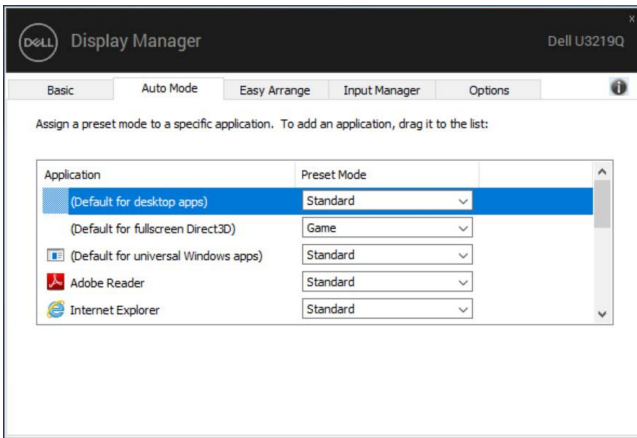 DELL Display Manager Dell U3219Q
Basic Auto Mode Easy Arrange Input Manager Options
Assign a preset mode to a specific application. To add an application, drag it to the list:
Application Preset Mode
(Default for desktop apps) Standard
(Default for fullscreen Direct3D) Game
(Default for universal Windows apps) Standard
Adobe Reader Standard
Internet Explorer Standard